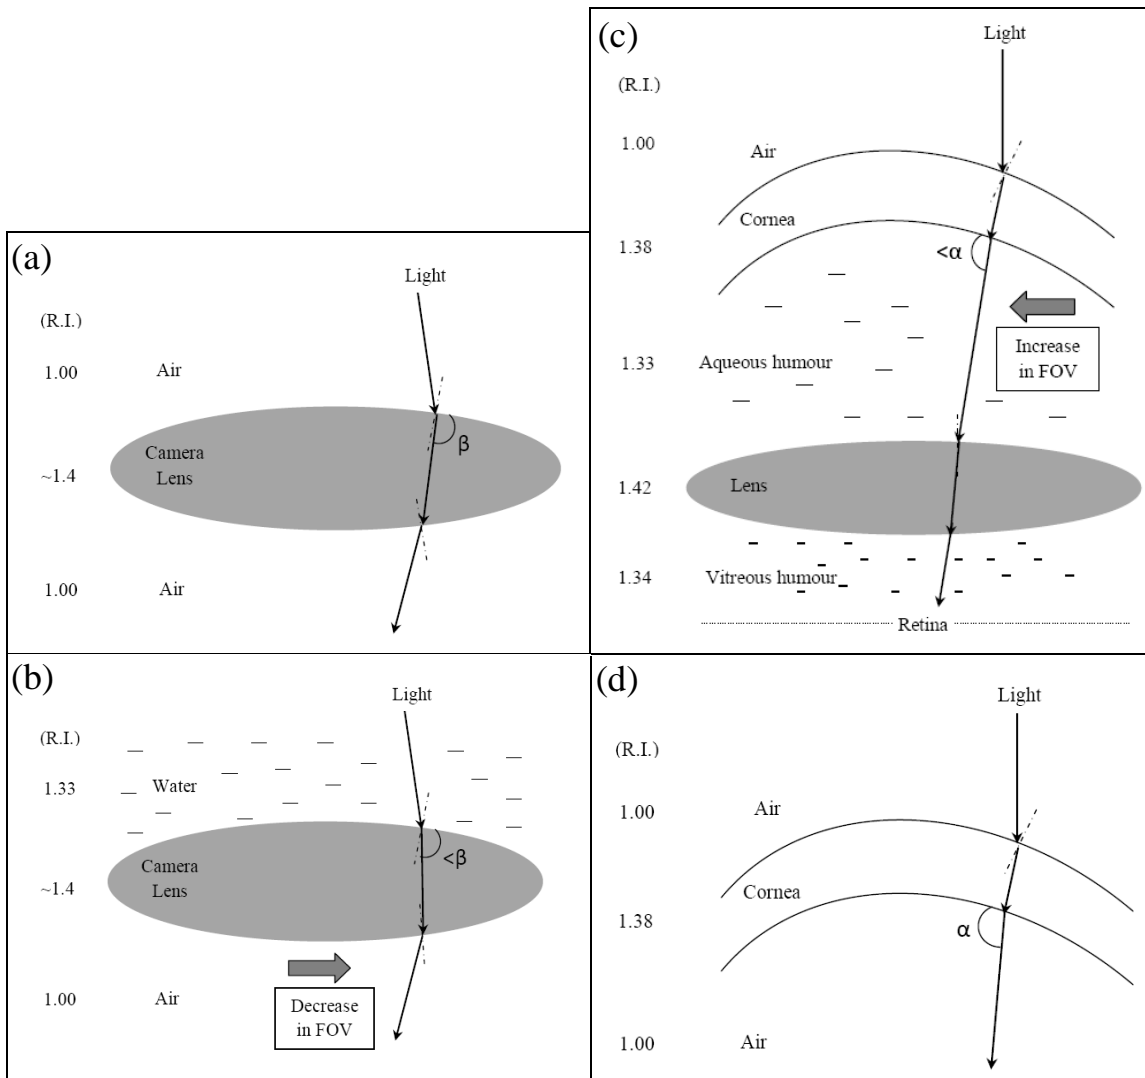 (a)
Light
(R.I.)
1.00 Air
β
Camera
Lens
~1.4
1.00 Air
(b)
Light
(R.I.)
1.33 Water
<β
Camera
Lens
~1.4
1.00 Air
Decrease
in FOV
(c)
Light
(R.I.)
1.00
Air
Cornea
1.38
<α
Increase
in FOV
1.33 Aqueous humour
1.42 Lens
1.34 Vitreous humour
Retina
(d)
Light
(R.I.)
1.00 Air
Cornea
1.38
α
1.00 Air